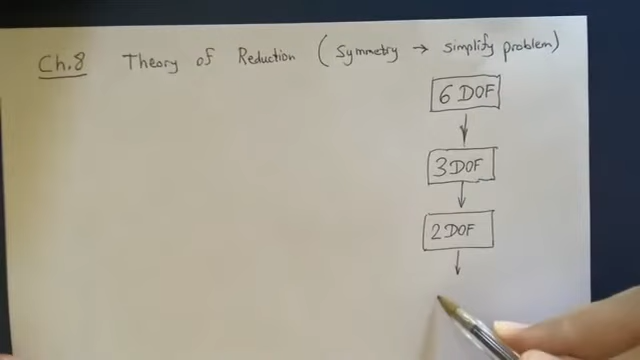 Ch.8 Theory of Reduction (Symmetry → simplify problem)
6 DOF
3 DOF
2 DOF